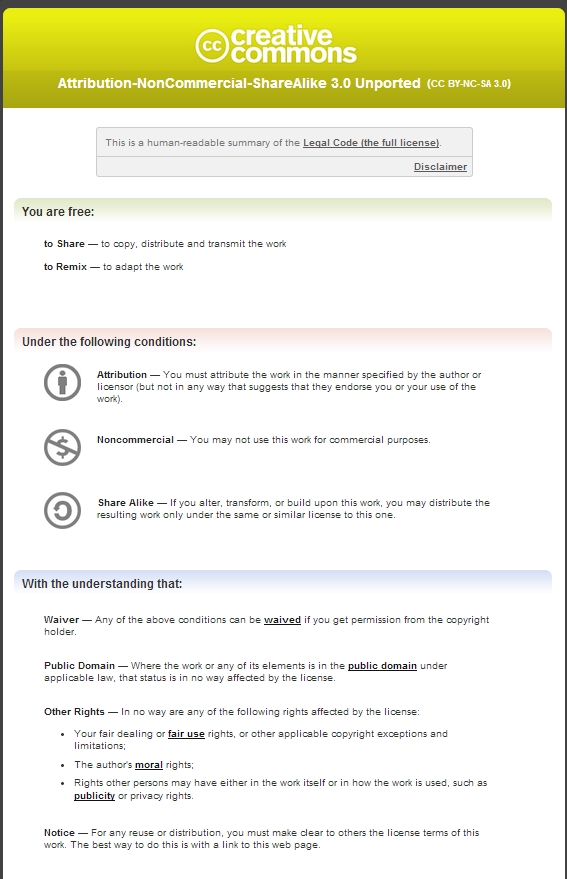 cc creative
commons
Attribution-NonCommercial-ShareAlike 3.0 Unported (CC BY-NC-SA 3.0)
This is a human-readable summary of the Legal Code (the full license).
Disclaimer
You are free:
to Share — to copy, distribute and transmit the work
to Remix — to adapt the work
Under the following conditions:
Attribution — You must attribute the work in the manner specified by the author or
licensor (but not in any way that suggests that they endorse you or your use of the
work).
$
Noncommercial — You may not use this work for commercial purposes.
Share Alike — If you alter, transform, or build upon this work, you may distribute the
resulting work only under the same or similar license to this one.
With the understanding that:
Waiver — Any of the above conditions can be waived if you get permission from the copyright
holder.
Public Domain — Where the work or any of its elements is in the public domain under
applicable law, that status is in no way affected by the license.
Other Rights — In no way are any of the following rights affected by the license:
• Your fair dealing or fair use rights, or other applicable copyright exceptions and
limitations;
• The author's moral rights;
• Rights other persons may have either in the work itself or in how the work is used, such as
publicity or privacy rights.
Notice — For any reuse or distribution, you must make clear to others the license terms of this
work. The best way to do this is with a link to this web page.